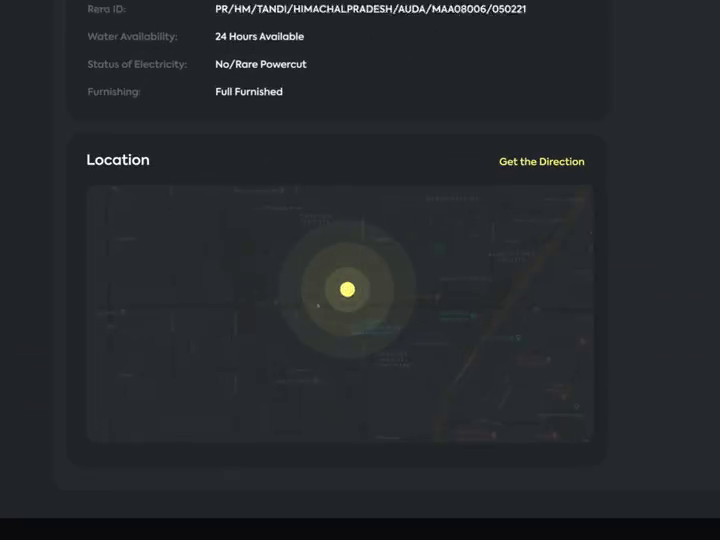 Rera ID: PR/HM/TANDI/HIMACHALPRADESH/AUDA/MAA08006/050221
Water Availability: 24 Hours Available
Status of Electricity: No/Rare Powercut
Furnishing: Full Furnished
Location
Get the Direction